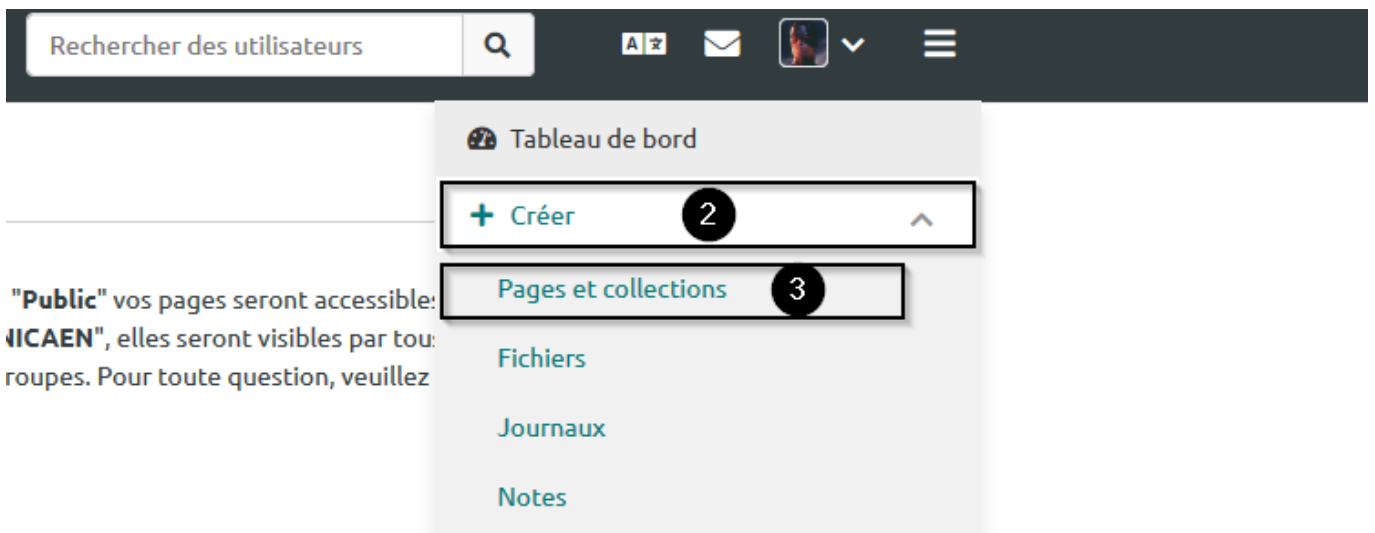 Rechercher des utilisateurs
Tableau de bord
Créer 2
Pages et collections 3
"Public" vos pages seront accessibles
NICAEN", elles seront visibles par tou
roupes. Pour toute question, veuillez
Fichiers
Journaux
Notes